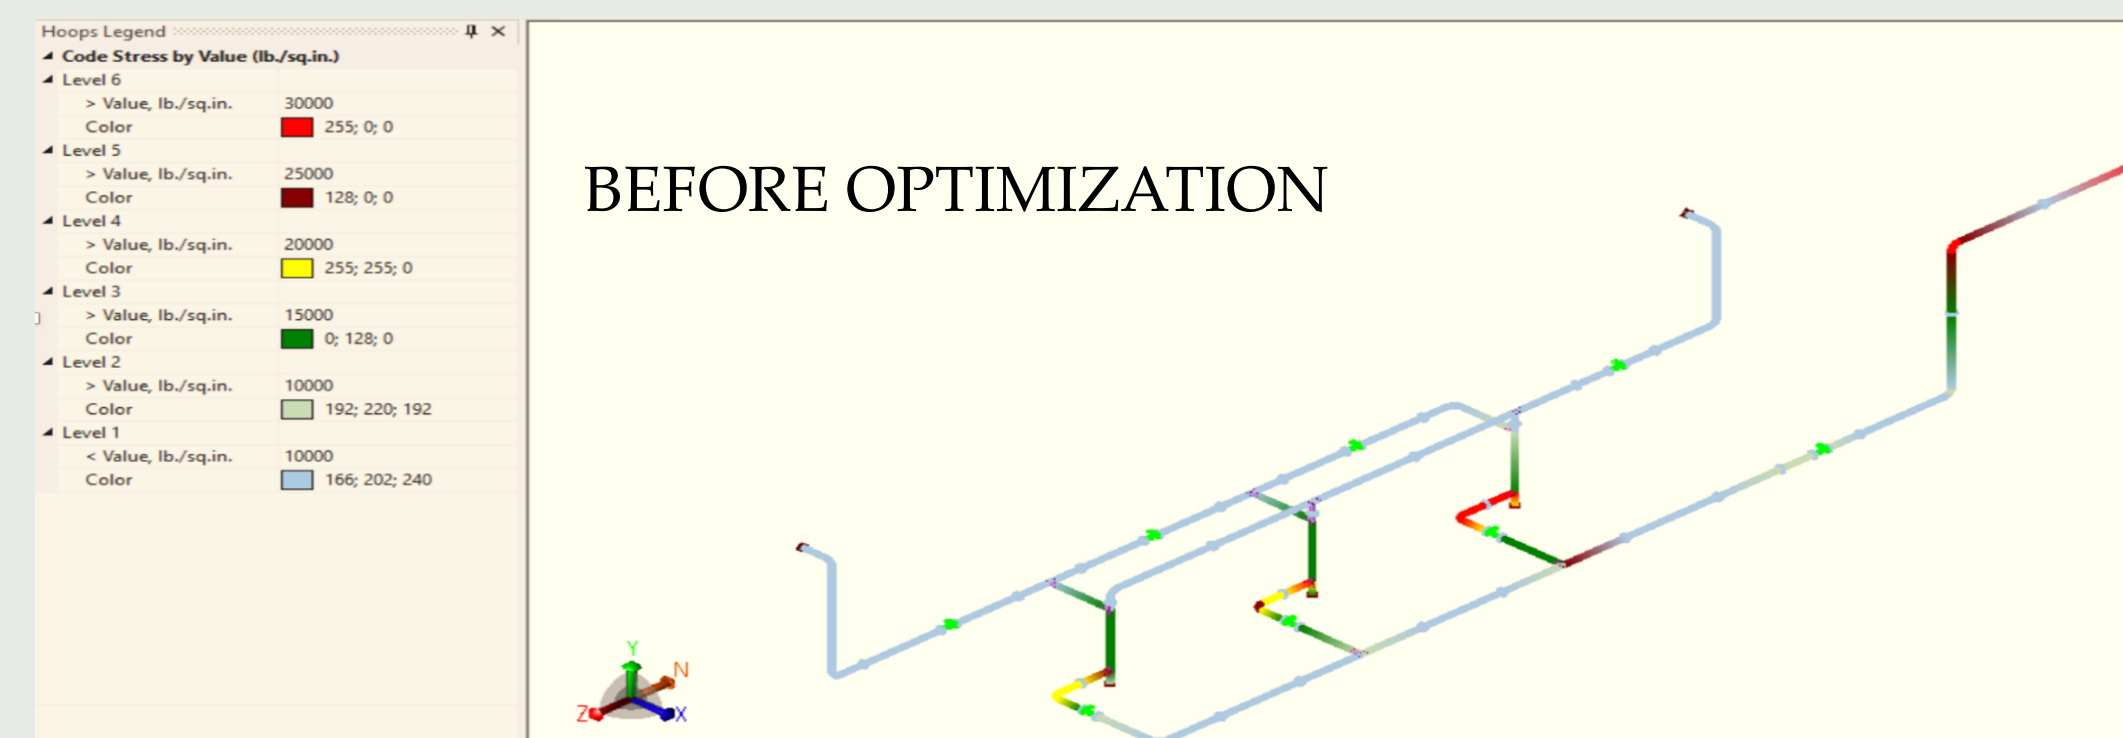 Hoops Legend
Code Stress by Value (lb./sq.in.)
Level 6
> Value, lb./sq.in. 30000
Color 255; 0; 0
Level 5
> Value, lb./sq.in. 25000
Color 128; 0; 0
Level 4
> Value, lb./sq.in. 20000
Color 255; 255; 0
Level 3
> Value, lb./sq.in. 15000
Color 0; 128; 0
Level 2
> Value, lb./sq.in. 10000
Color 192; 220; 192
Level 1
< Value, lb./sq.in. 10000
Color 166; 202; 240
BEFORE OPTIMIZATION
Y
N
Z
X